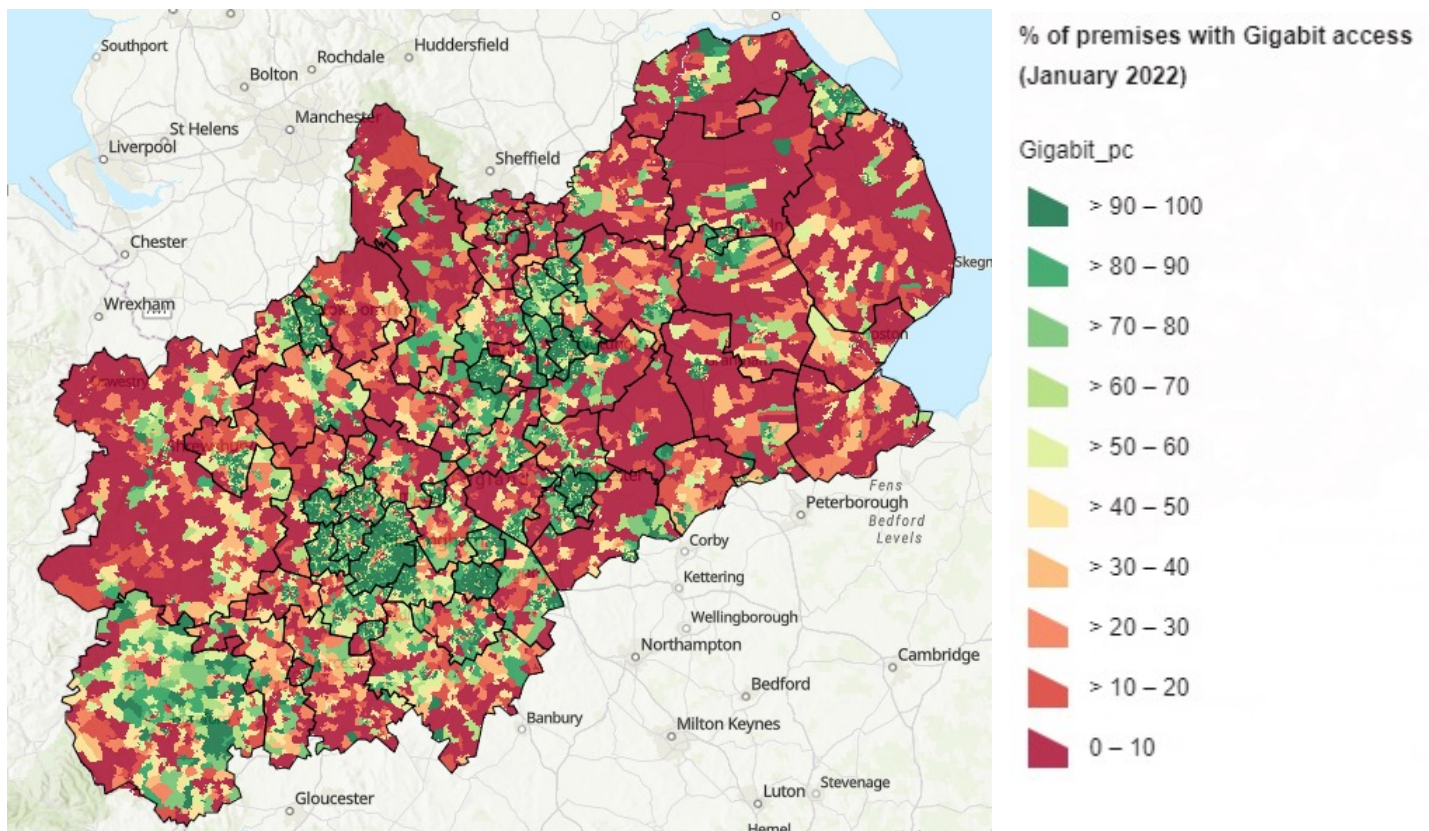 % of premises with Gigabit access
(January 2022)
Gigabit_pc
> 90 – 100
> 80 – 90
> 70 – 80
> 60 – 70
> 50 – 60
> 40 – 50
> 30 – 40
> 20 – 30
> 10 – 20
0 – 10
Southport
Huddersfield
Rochdale
Bolton
Manchester
St Helens
Liverpool
Sheffield
Chester
Skegn
Wrexham
Fens
Peterborough
Bedford
Levels
Corby
Kettering
Wellingborough
Northampton
Cambridge
Bedford
Banbury
Milton Keynes
Gloucester
Luton
Stevenage
Hemel